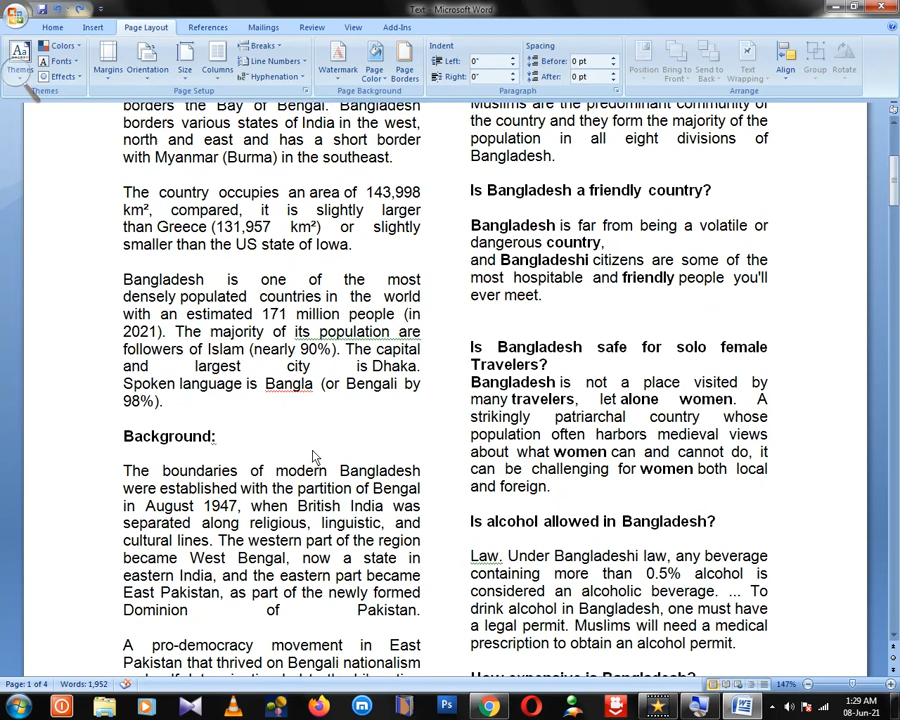 Text - Microsoft Word
Home Insert Page Layout References Mailings Review View Add-Ins
Themes
Colors
Fonts
Effects
Themes
Margins
Orientation
Size
Columns
Breaks
Line Numbers
Hyphenation
Page Setup
Watermark
Page Color
Page Borders
Page Background
Indent
Left: 0"
Right: 0"
Spacing
Before: 0 pt
After: 0 pt
Paragraph
Position
Bring to Front
Send to Back
Text Wrapping
Align
Group
Rotate
Arrange
borders the Bay of Bengal. Bangladesh
borders various states of India in the west,
north and east and has a short border
with Myanmar (Burma) in the southeast.
The country occupies an area of 143,998
km², compared, it is slightly larger
than Greece (131,957 km²) or slightly
smaller than the US state of Iowa.
Bangladesh is one of the most
densely populated countries in the world
with an estimated 171 million people (in
2021). The majority of its population are
followers of Islam (nearly 90%). The capital
and largest city is Dhaka.
Spoken language is Bangla (or Bengali by
98%).
Background:
The boundaries of modern Bangladesh
were established with the partition of Bengal
in August 1947, when British India was
separated along religious, linguistic, and
cultural lines. The western part of the region
became West Bengal, now a state in
eastern India, and the eastern part became
East Pakistan, as part of the newly formed
Dominion of Pakistan.
A pro-democracy movement in East
Pakistan that thrived on Bengali nationalism
Muslims are the predominant community of
the country and they form the majority of the
population in all eight divisions of
Bangladesh.
Is Bangladesh a friendly country?
Bangladesh is far from being a volatile or
dangerous country,
and Bangladeshi citizens are some of the
most hospitable and friendly people you'll
ever meet.
Is Bangladesh safe for solo female
Travelers?
Bangladesh is not a place visited by
many travelers, let alone women. A
strikingly patriarchal country whose
population often harbors medieval views
about what women can and cannot do, it
can be challenging for women both local
and foreign.
Is alcohol allowed in Bangladesh?
Law. Under Bangladeshi law, any beverage
containing more than 0.5% alcohol is
considered an alcoholic beverage. ... To
drink alcohol in Bangladesh, one must have
a legal permit. Muslims will need a medical
prescription to obtain an alcohol permit.
How expensive is Bangladesh?
Page: 1 of 4 Words: 1,952
147%
Ps
1:29 AM
08-Jun-21